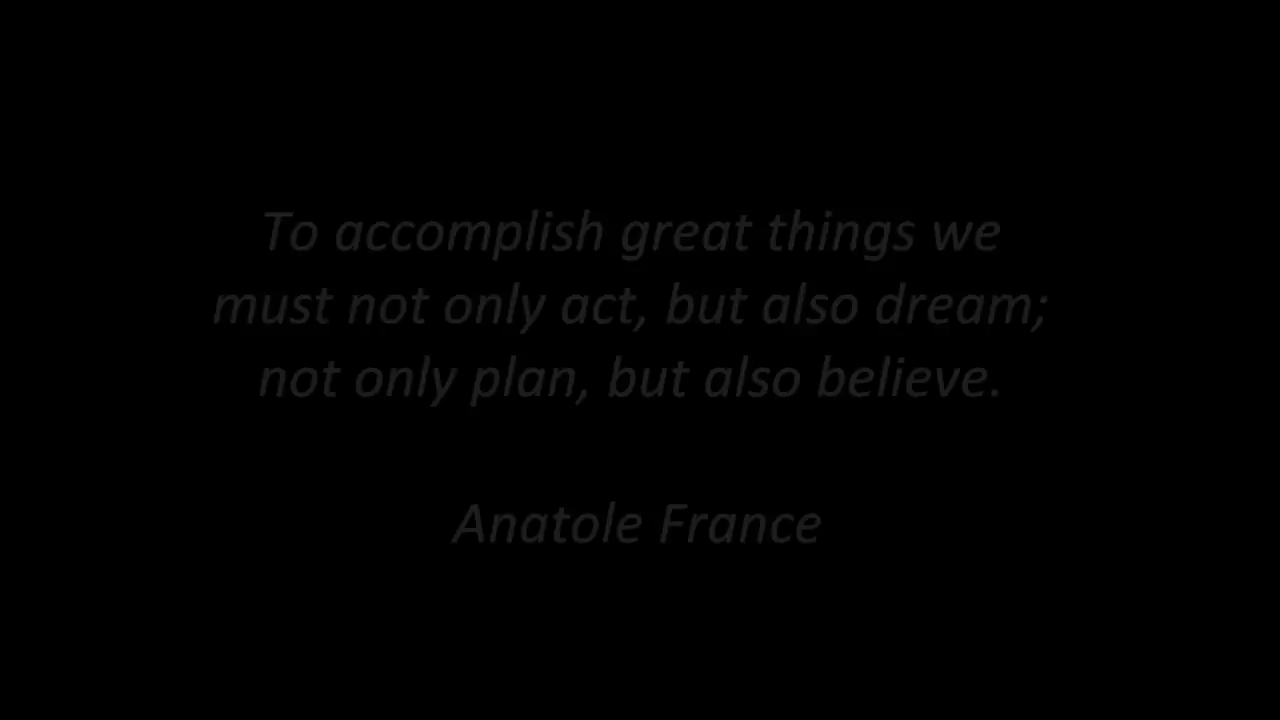 To accomplish great things we
must not only act, but also dream;
not only plan, but also believe.
Anatole France